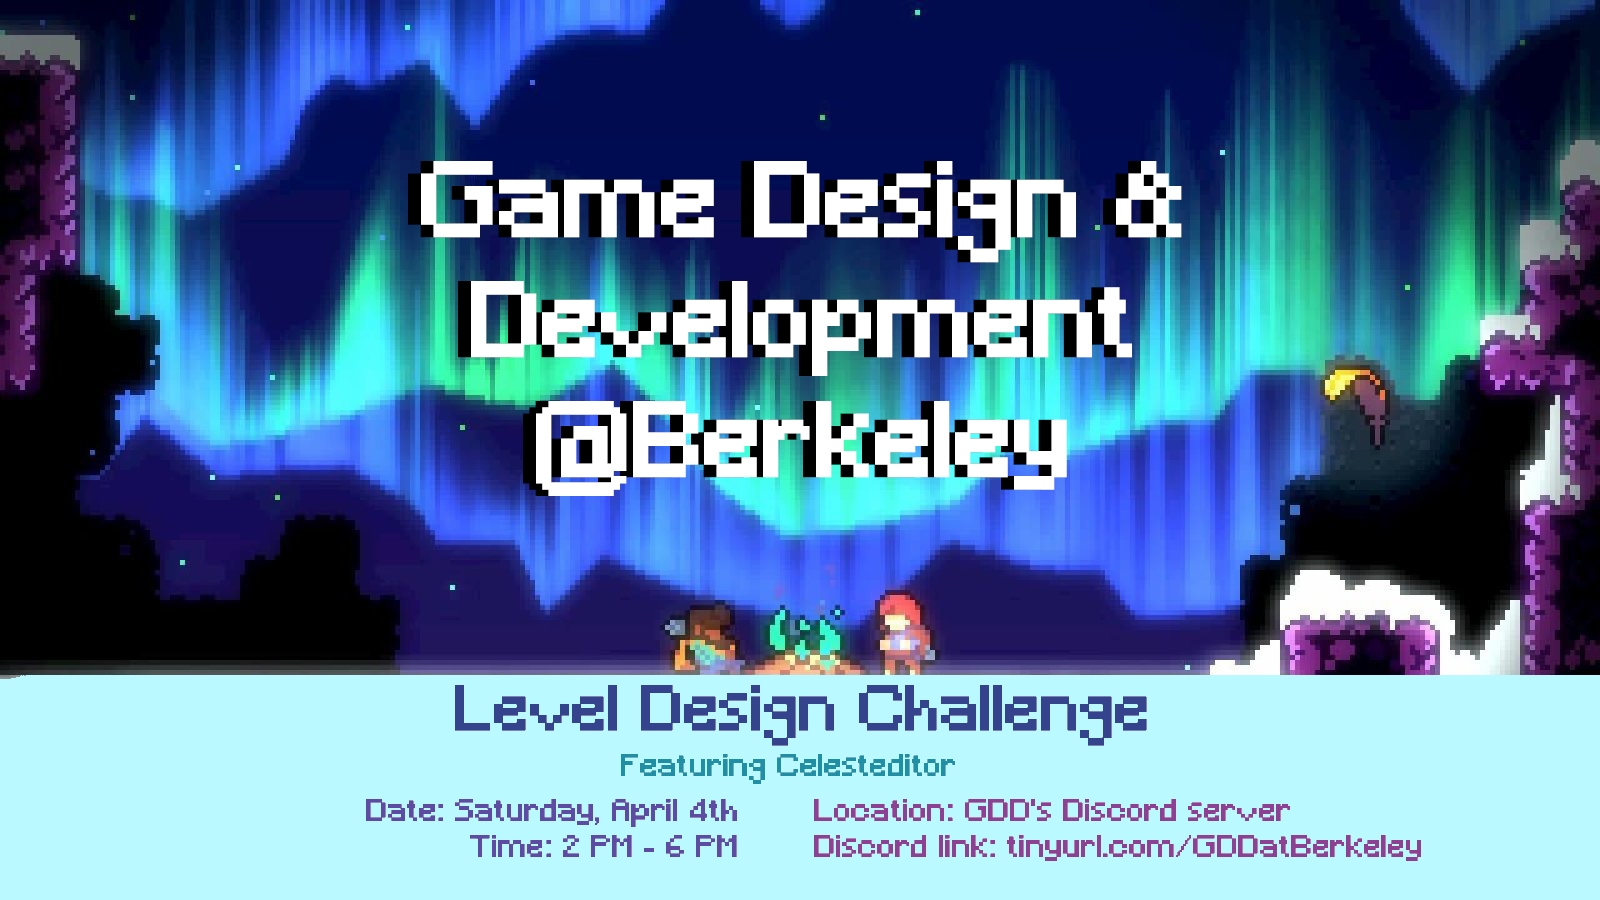 Game Design &
Development
@Berkeley
Level Design Challenge
Featuring Celesteditor
Date: Saturday, April 4th
Time: 2 PM - 6 PM
Location: GDD's Discord server
Discord link: tinyurl.com/GDDatBerkeley